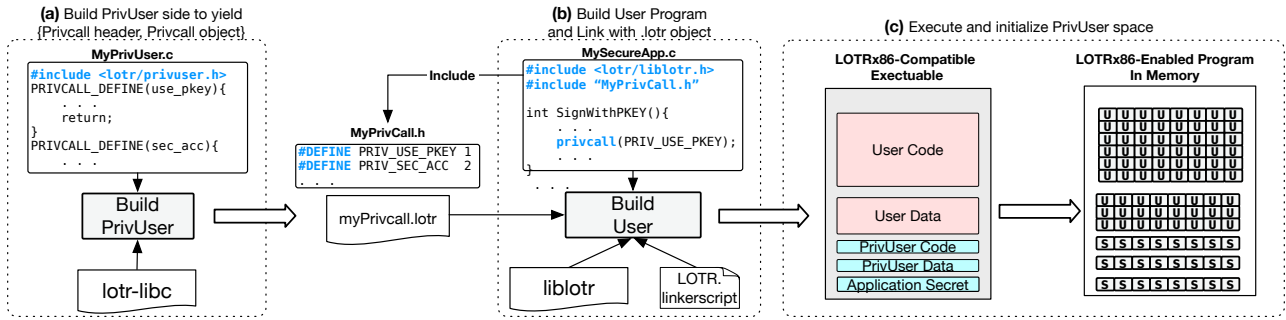 (a) Build PrivUser side to yield
{Privcall header, Privcall object}
MyPrivUser.c
#include <lotr/privuser.h>
PRIVCALL_DEFINE(use_pkey){
. . .
return;
}
PRIVCALL_DEFINE(sec_acc){
. . .
Build
PrivUser
lotr-libc
Include
MyPrivCall.h
#DEFINE PRIV_USE_PKEY 1
#DEFINE PRIV_SEC_ACC 2
. . .
myPrivcall.lotr
(b) Build User Program
and Link with .lotr object
MySecureApp.c
#include <lotr/liblotr.h>
#include “MyPrivCall.h”
int SignWithPKEY(){
. . .
privcall(PRIV_USE_PKEY);
. . .
}
. . .
Build
User
liblotr
LOTR.
linkerscript
(c) Execute and initialize PrivUser space
LOTRx86-Compatible
Exectuable
User Code
User Data
PrivUser Code
PrivUser Data
Application Secret
LOTRx86-Enabled Program
In Memory
U U U U U U U U
U U U U U U U U
U U U U U U U U
U U U U U U U U
U U U U U U U U
U U U U U U U U
U U U U U U U U
U U U U U U U U
U U U U U U U U
S S S S S S S S
S S S S S S S S
S S S S S S S S